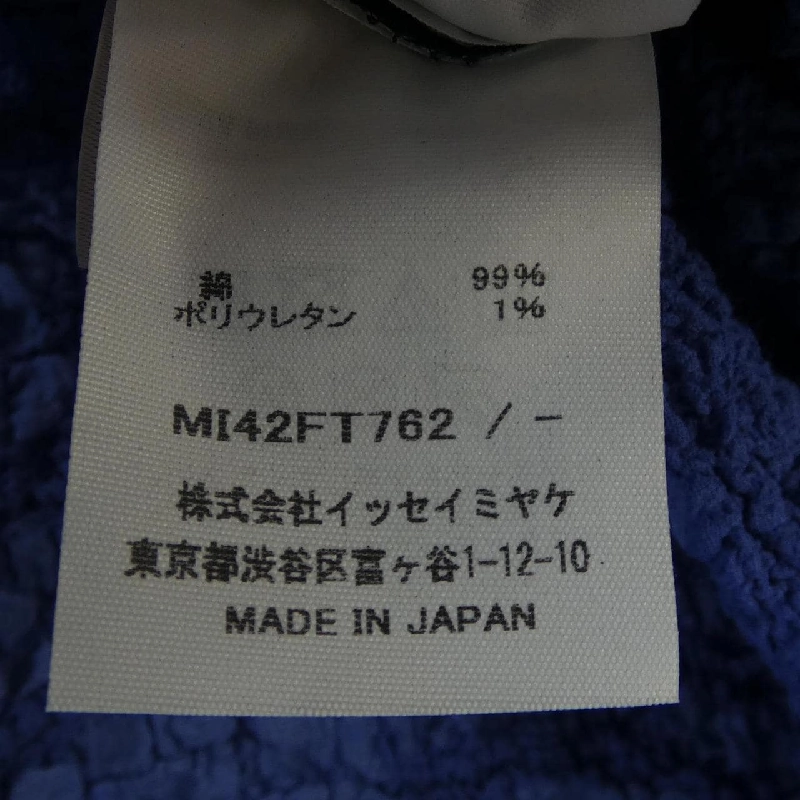 綿 99%
ポリウレタン 1%
MI42FT762 / -
株式会社イッセイミヤケ
東京都渋谷区富ヶ谷1-12-10
MADE IN JAPAN